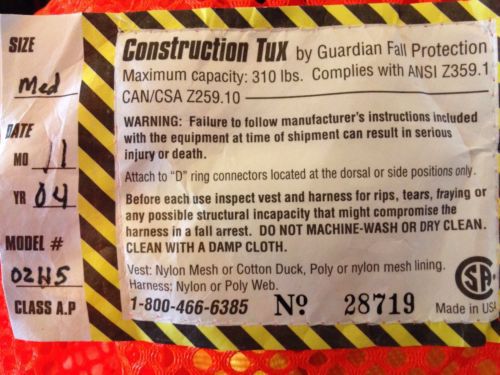 SIZE
Med
DATE
MO 11
YR 04
MODEL #
02H5
CLASS A.P
Construction Tux by Guardian Fall Protection
Maximum capacity: 310 lbs. Complies with ANSI Z359.1
CAN/CSA Z259.10
WARNING: Failure to follow manufacturer's instructions included
with the equipment at time of shipment can result in serious
injury or death.
Attach to "D" ring connectors located at the dorsal or side positions only.
Before each use inspect vest and harness for rips, tears, fraying or
any possible structural incapacity that might compromise the
harness in a fall arrest. DO NOT MACHINE-WASH OR DRY CLEAN.
CLEAN WITH A DAMP CLOTH.
Vest: Nylon Mesh or Cotton Duck, Poly or nylon mesh lining.
Harness: Nylon or Poly Web.
1-800-466-6385 No. 28719
SA
Made in USA